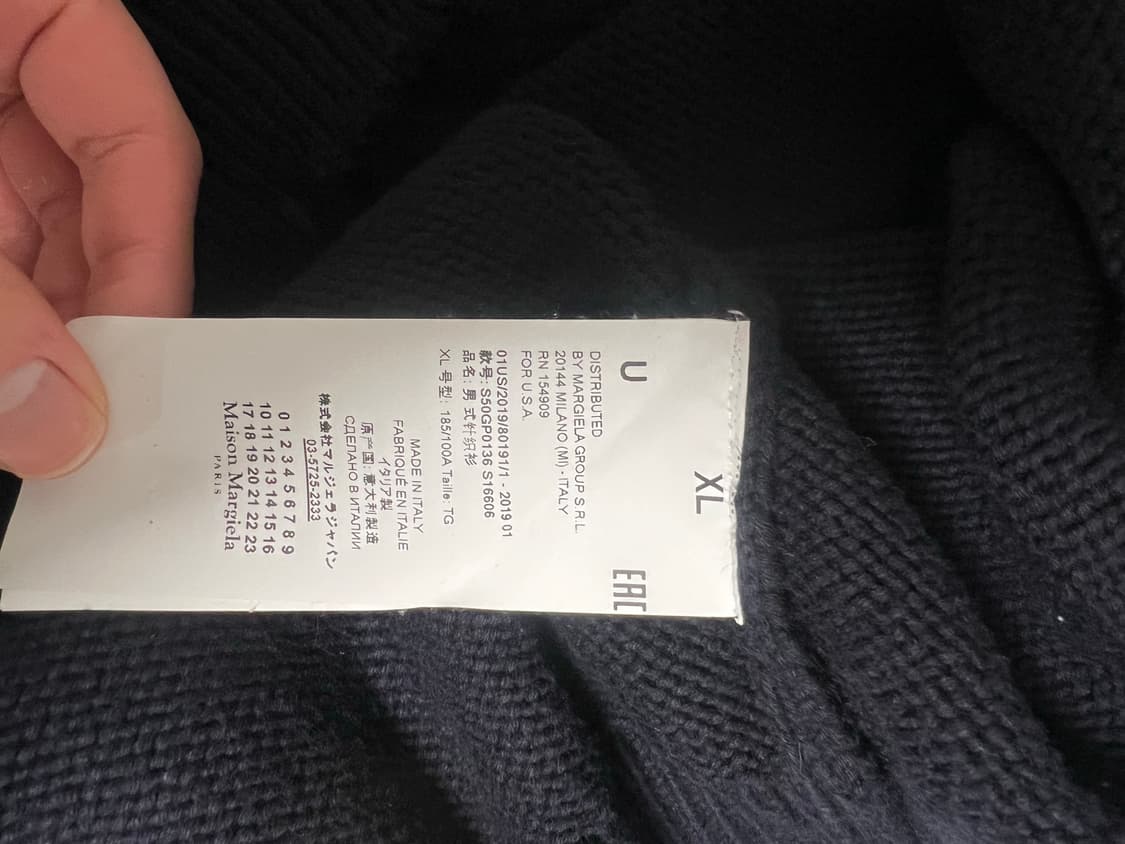 XL
U EAC
DISTRIBUTED
BY MARGIELA GROUP S.R.L.
20144 MILANO (MI) - ITALY
RN 154909
FOR U.S.A.
01US/2019/80191/1 - 2019 01
款号: S50GP0136 S16606
品名: 男式针织衫
XL 号型: 185/100A Taille: TG
MADE IN ITALY
FABRIQUÉ EN ITALIE
イタリア製
原产国: 意大利製造
СДЕЛАНО В ИТАЛИИ
株式会社マルジェラジャパン
03-5725-2333
0 1 2 3 4 5 6 7 8 9
10 11 12 13 14 15 16
17 18 19 20 21 22 23
Maison Margiela
PARIS